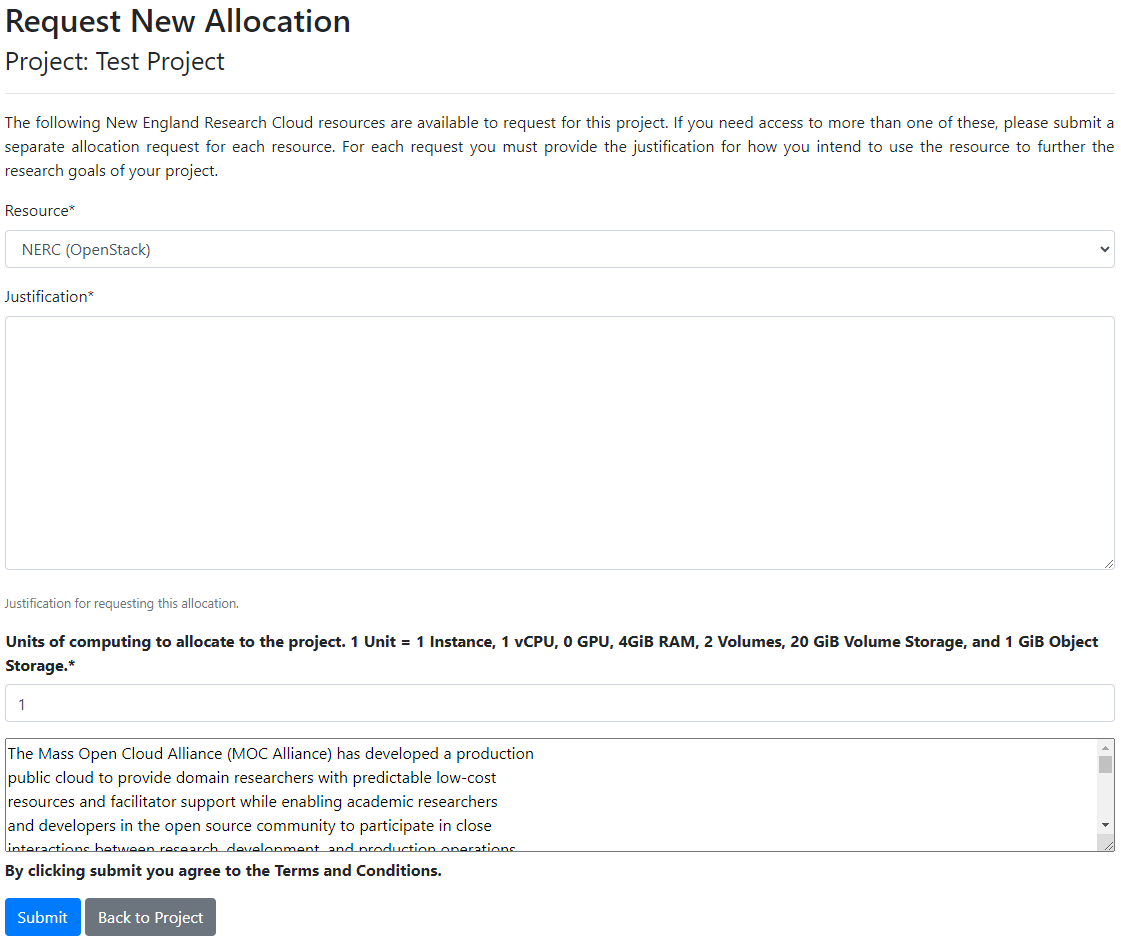 Request New Allocation
Project: Test Project
The following New England Research Cloud resources are available to request for this project. If you need access to more than one of these, please submit a
separate allocation request for each resource. For each request you must provide the justification for how you intend to use the resource to further the
research goals of your project.
Resource*
NERC (OpenStack)
Justification*
Justification for requesting this allocation.
Units of computing to allocate to the project. 1 Unit = 1 Instance, 1 vCPU, 0 GPU, 4GiB RAM, 2 Volumes, 20 GiB Volume Storage, and 1 GiB Object
Storage.*
1
The Mass Open Cloud Alliance (MOC Alliance) has developed a production
public cloud to provide domain researchers with predictable low-cost
resources and facilitator support while enabling academic researchers
and developers in the open source community to participate in close
interactions between research, development, and production operations
By clicking submit you agree to the Terms and Conditions.
Submit
Back to Project